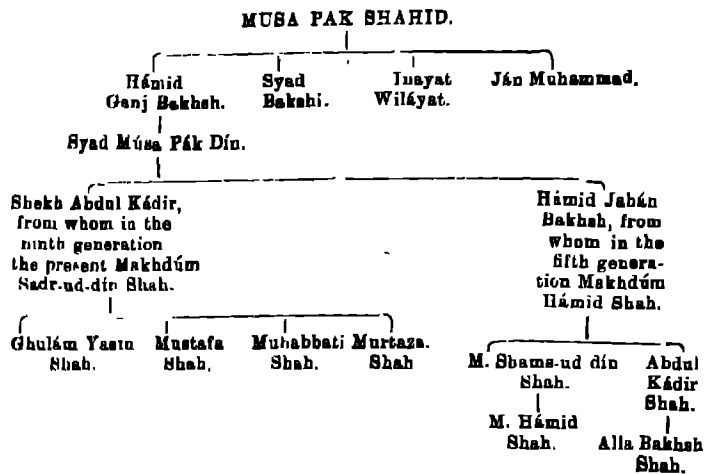 MUSA PAK SHAHID.
Hámid Ganj Bakhsh.
Syad Bakshi.
Inayat Wiláyat.
Ján Muhammad.
Syad Músa Pák Dín.
Shekh Abdul Kádir,
from whom in the
ninth generation
the present Makhdúm
Sadr-ud-dín Shah.
Hámid Jahán
Bakhsh, from
whom in the
fifth genera-
tion Makhdúm
Hámid Shah.
Ghulám Yasin Shah.
Mustafa Shah.
Muhabbati Shah.
Murtaza Shah
M. Shams-ud dín Shah.
Abdul Kádir Shah.
M. Hámid Shah.
Alla Bakhsh Shah.